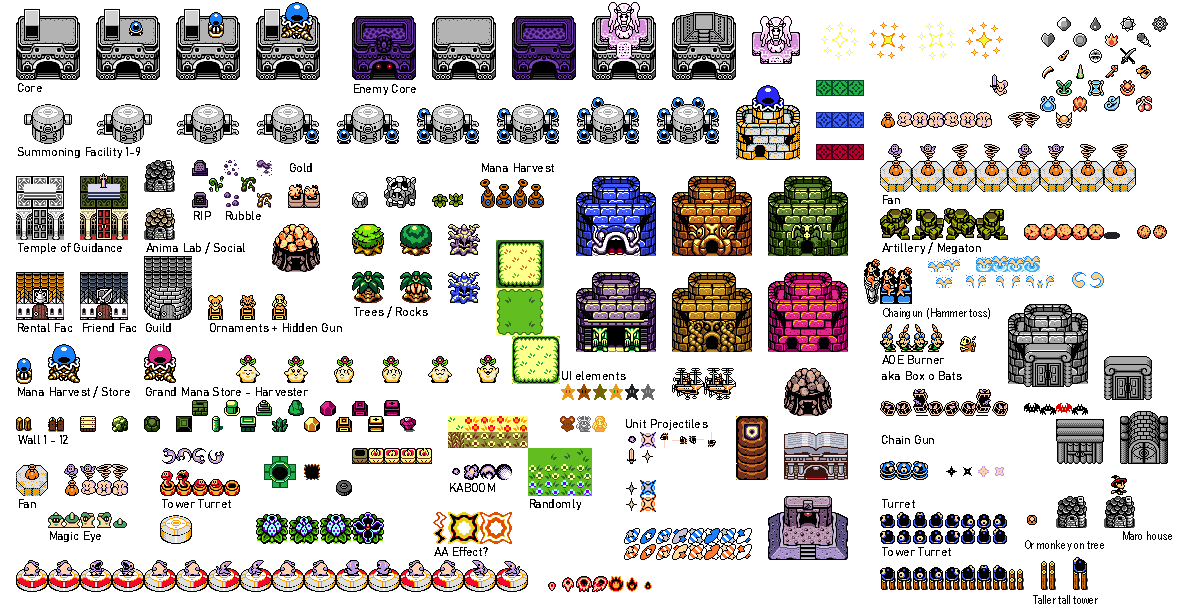 Core
Enemy Core
Summoning Facility 1-9
Gold
Mana Harvest
RIP
Rubble
Fan
Temple of Guidance
Anima Lab / Social
Artillery / Megaton
Trees / Rocks
Chaingun (Hammertoss)
Rental Fac
Friend Fac
Guild
Ornaments + Hidden Gun
AOE Burner
aka Box o Bats
UI elements
Mana Harvest / Store
Grand Mana Store - Harvester
Unit Projectiles
Wall 1 - 12
Chain Gun
KABOOM
Fan
Tower Turret
Randomly
Turret
Magic Eye
AA Effect?
Maro house
Or monkey on tree
Tower Turret
Taller tall tower